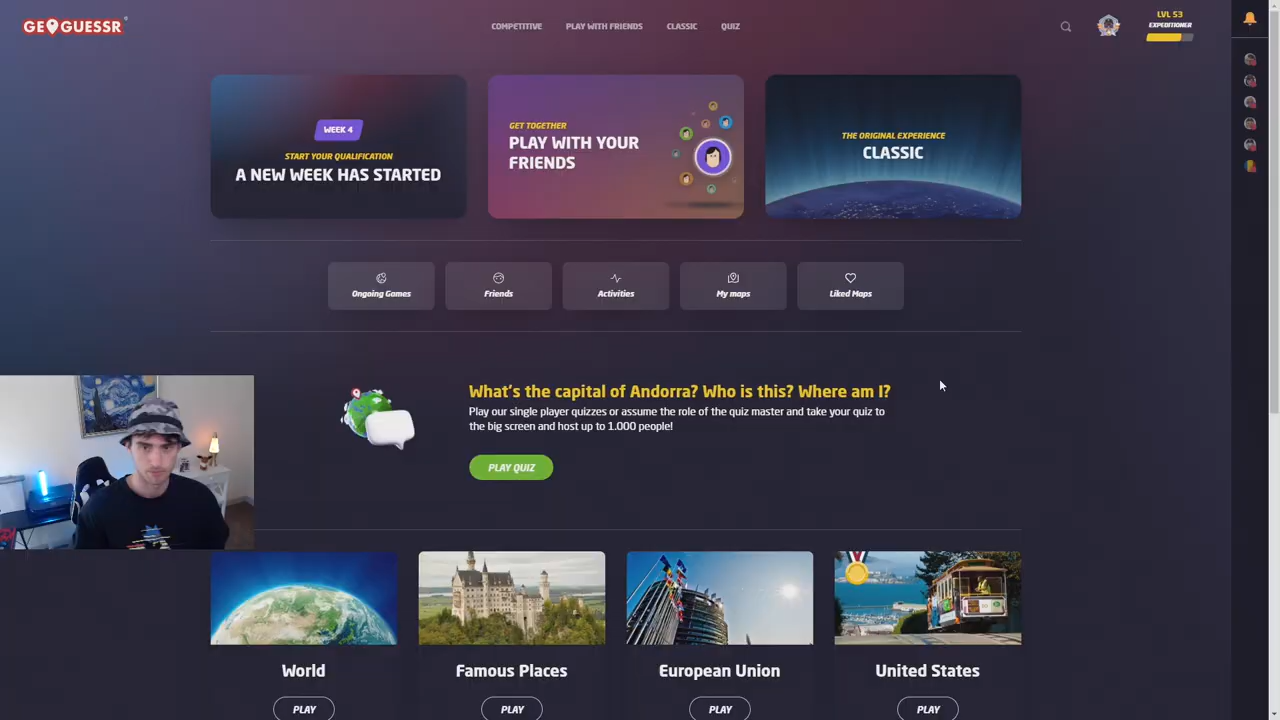 GEOGUESSR
COMPETITIVE
PLAY WITH FRIENDS
CLASSIC
QUIZ
LVL 53
EXPEDITIONER
WEEK 4
START YOUR QUALIFICATION
A NEW WEEK HAS STARTED
GET TOGETHER
PLAY WITH YOUR
FRIENDS
THE ORIGINAL EXPERIENCE
CLASSIC
Ongoing Games
Friends
Activities
My maps
Liked Maps
What's the capital of Andorra? Who is this? Where am I?
Play our single player quizzes or assume the role of the quiz master and take your quiz to
the big screen and host up to 1.000 people!
PLAY QUIZ
World
Famous Places
European Union
United States
PLAY
PLAY
PLAY
PLAY